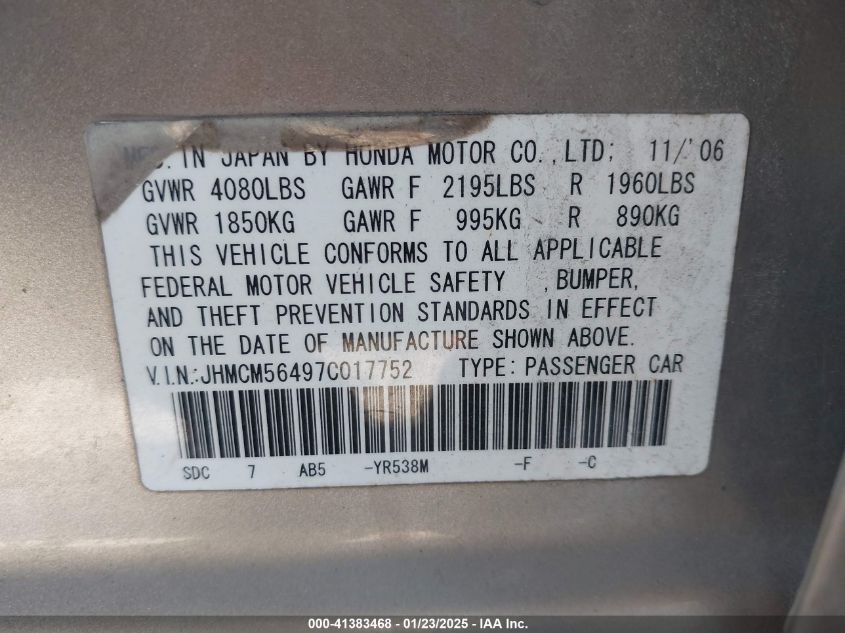 MFD. IN JAPAN BY HONDA MOTOR CO., LTD; 11/'06
GVWR 4080LBS GAWR F 2195LBS R 1960LBS
GVWR 1850KG GAWR F 995KG R 890KG
THIS VEHICLE CONFORMS TO ALL APPLICABLE
FEDERAL MOTOR VEHICLE SAFETY , BUMPER,
AND THEFT PREVENTION STANDARDS IN EFFECT
ON THE DATE OF MANUFACTURE SHOWN ABOVE.
V.I.N.:JHMCM56497C017752 TYPE: PASSENGER CAR
SDC 7 AB5 -YR538M -F -C
000-41383468 - 01/23/2025 - IAA Inc.